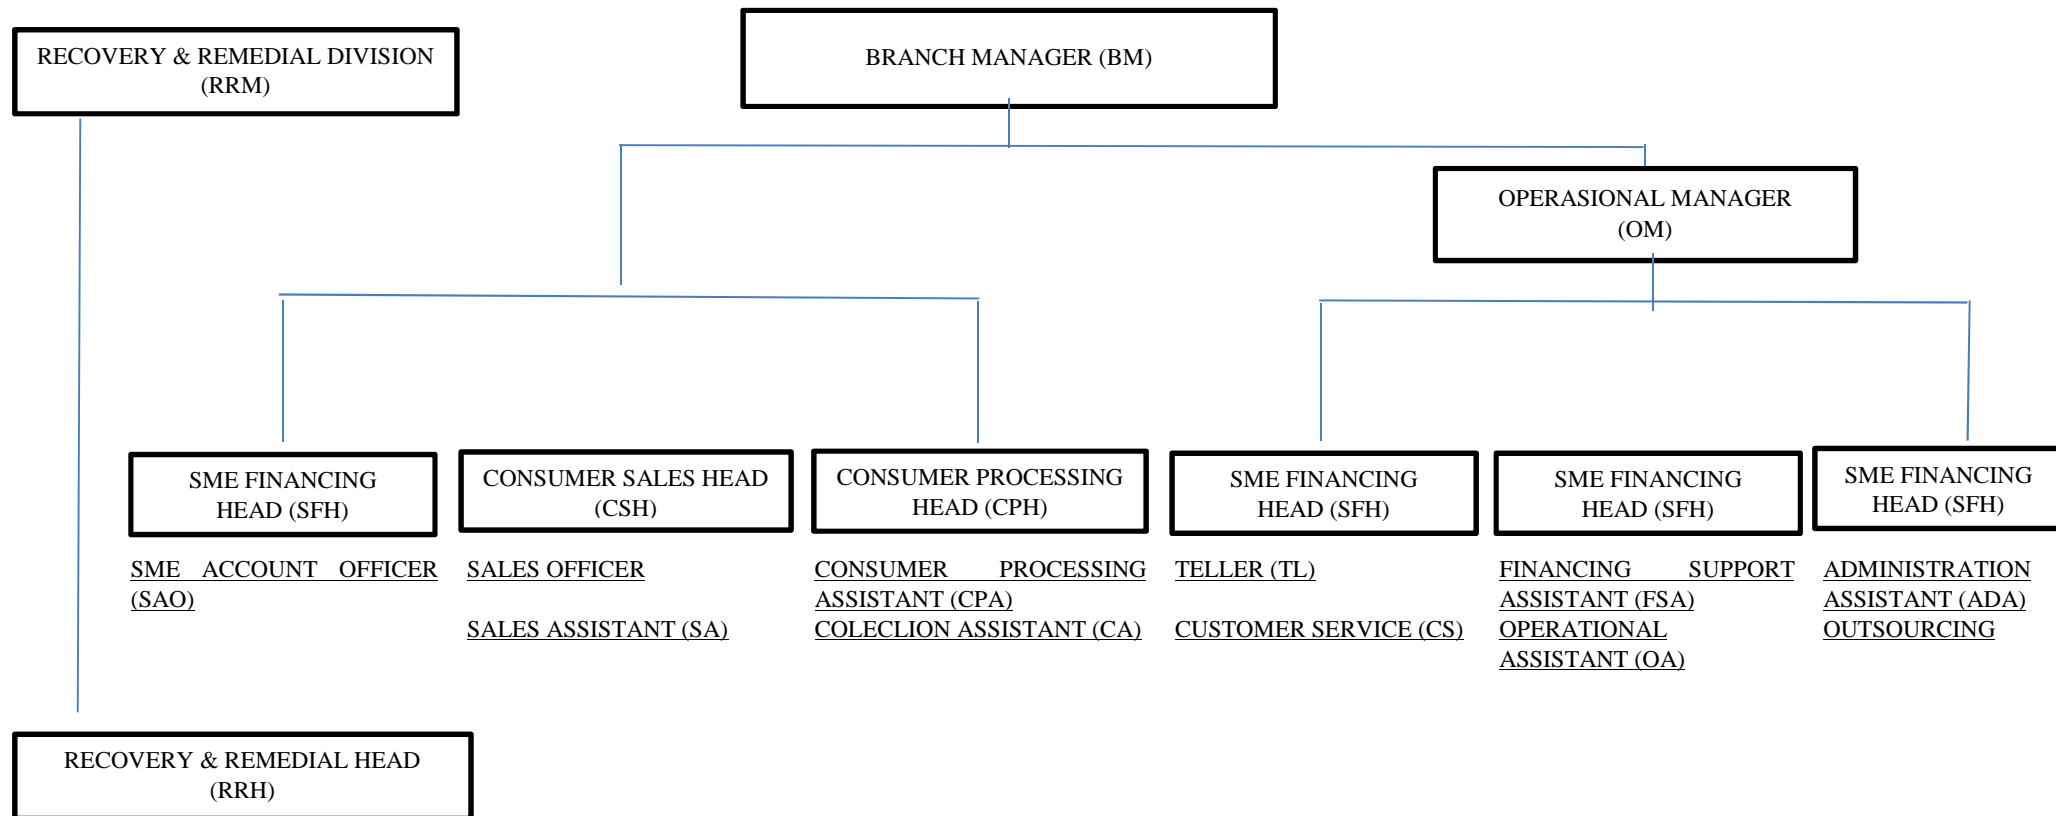 RECOVERY & REMEDIAL DIVISION
(RRM)
BRANCH MANAGER (BM)
OPERASIONAL MANAGER
(OM)
SME FINANCING
HEAD (SFH)
CONSUMER SALES HEAD
(CSH)
CONSUMER PROCESSING
HEAD (CPH)
SME FINANCING
HEAD (SFH)
SME FINANCING
HEAD (SFH)
SME FINANCING
HEAD (SFH)
SME ACCOUNT OFFICER
(SAO)
SALES OFFICER
SALES ASSISTANT (SA)
CONSUMER PROCESSING
ASSISTANT (CPA)
COLECLION ASSISTANT (CA)
TELLER (TL)
CUSTOMER SERVICE (CS)
FINANCING SUPPORT
ASSISTANT (FSA)
OPERATIONAL
ASSISTANT (OA)
ADMINISTRATION
ASSISTANT (ADA)
OUTSOURCING
RECOVERY & REMEDIAL HEAD
(RRH)